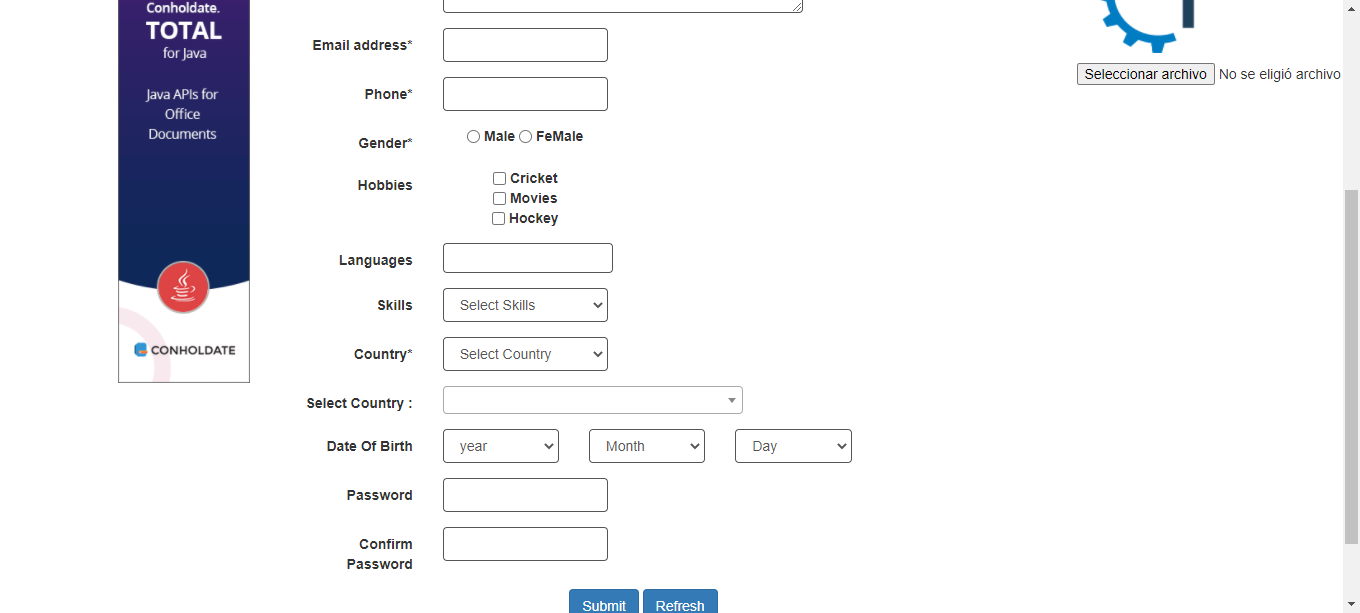 Conholdate.
TOTAL
for Java
Java APIs for
Office
Documents
CONHOLDATE
Email address*
Phone*
Gender* Male FeMale
Hobbies Cricket
Movies
Hockey
Languages
Skills Select Skills
Country* Select Country
Select Country :
Date Of Birth year Month Day
Password
Confirm
Password
Submit Refresh
Seleccionar archivo No se eligió archivo